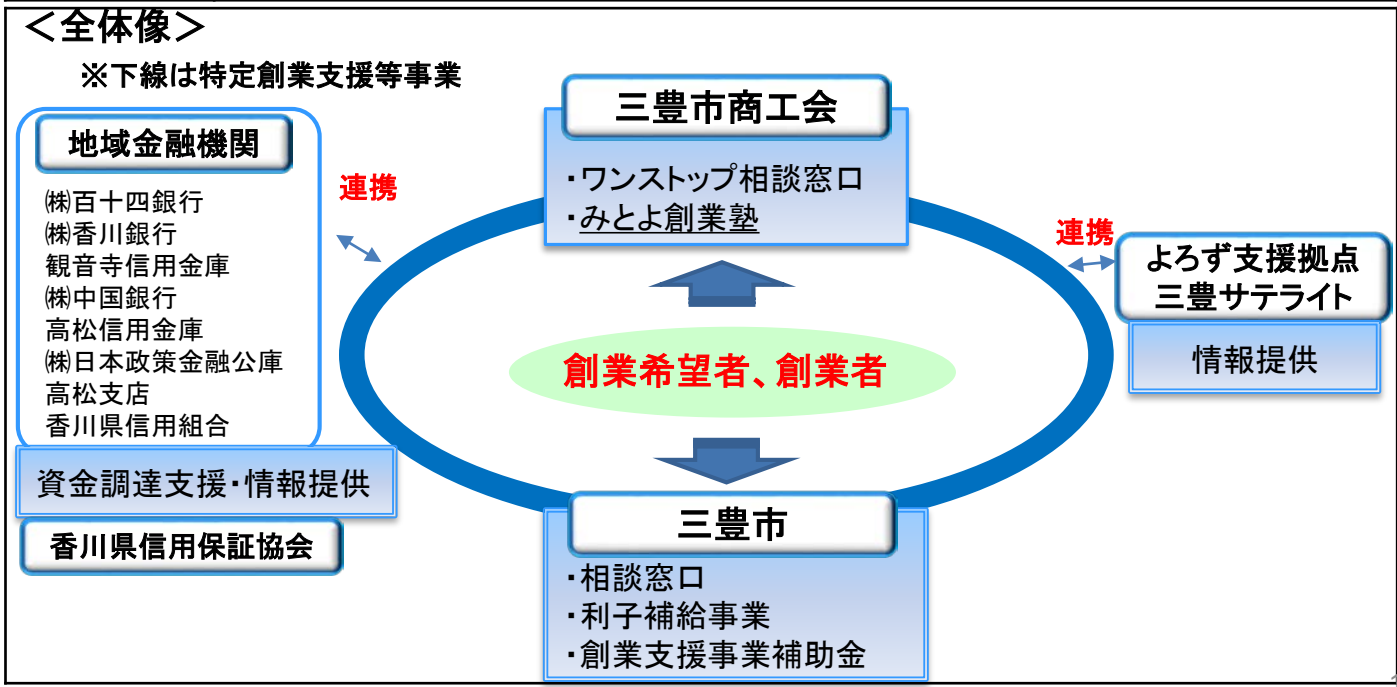 ＜全体像＞
※下線は特定創業支援等事業
地域金融機関
㈱百十四銀行
㈱香川銀行
観音寺信用金庫
㈱中国銀行
高松信用金庫
㈱日本政策金融公庫
高松支店
香川県信用組合
資金調達支援・情報提供
香川県信用保証協会
連携
三豊市商工会
・ワンストップ相談窓口
・みとよ創業塾
創業希望者、創業者
三豊市
・相談窓口
・利子補給事業
・創業支援事業補助金
連携
よろず支援拠点
三豊サテライト
情報提供